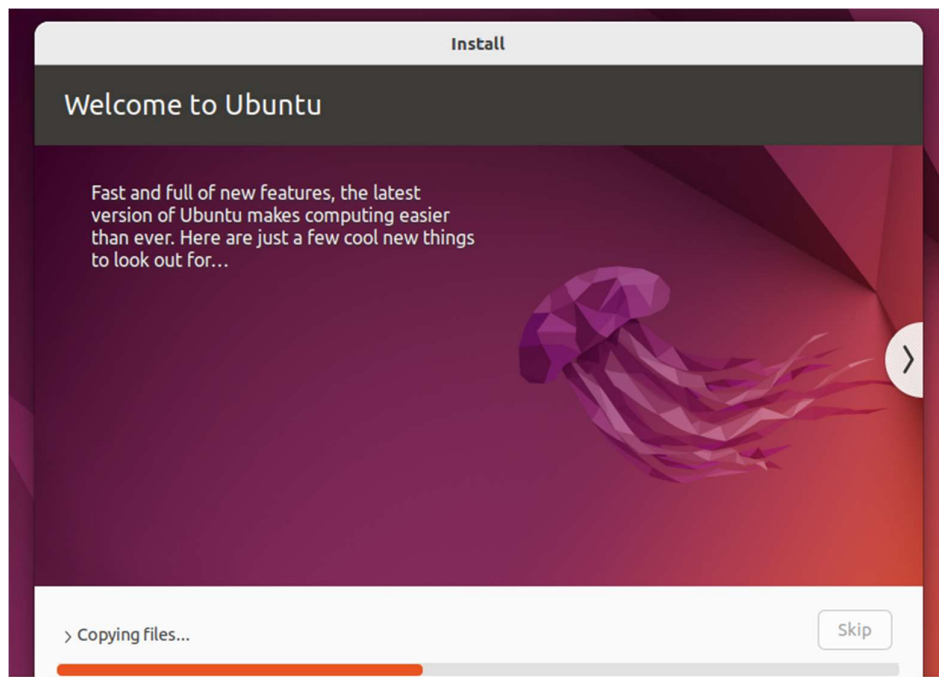 Install
Welcome to Ubuntu
Fast and full of new features, the latest
version of Ubuntu makes computing easier
than ever. Here are just a few cool new things
to look out for...
Copying files...
Skip